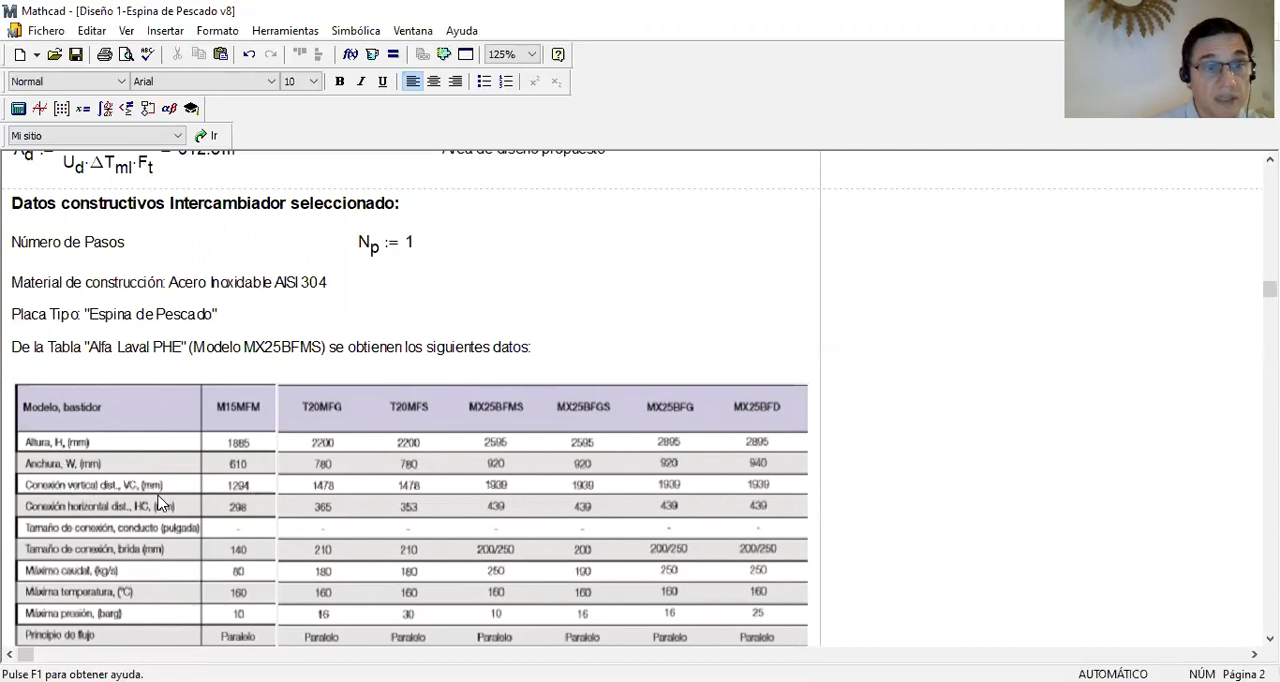 Mathcad - [Diseño 1-Espina de Pescado v8]
Fichero Editar Ver Insertar Formato Herramientas Simbólica Ventana Ayuda
125%
Normal Arial 10 B I U
Mi sitio Ir
U_d·ΔT_ml·F_t Área de diseño propuesto
Datos constructivos Intercambiador seleccionado:
Número de Pasos N_p := 1
Material de construcción: Acero Inoxidable AISI 304
Placa Tipo: "Espina de Pescado"
De la Tabla "Alfa Laval PHE" (Modelo MX25BFMS) se obtienen los siguientes datos:
Modelo, bastidor M15MFM T20MFG T20MFS MX25BFMS MX25BFGS MX25BFG MX25BFD
Altura, H, (mm) 1885 2200 2200 2595 2595 2895 2895
Anchura, W, (mm) 610 780 780 920 920 920 940
Conexión vertical dist., VC, (mm) 1294 1478 1478 1939 1939 1939 1939
Conexión horizontal dist., HC, 298 365 353 439 439 439 439
Tamaño de conexión, conducto (pulgada) - - - - - - -
Tamaño de conexión, brida (mm) 140 210 210 200/250 200 200/250 200/250
Máximo caudal, (kg/s) 80 180 180 250 190 250 250
Máxima temperatura, (°C) 160 160 160 160 160 160 160
Máxima presión, (barg) 10 16 30 10 16 16 25
Principio de flujo Paralelo Paralelo Paralelo Paralelo Paralelo Paralelo Paralelo
Pulse F1 para obtener ayuda. AUTOMÁTICO NÚM Página 2